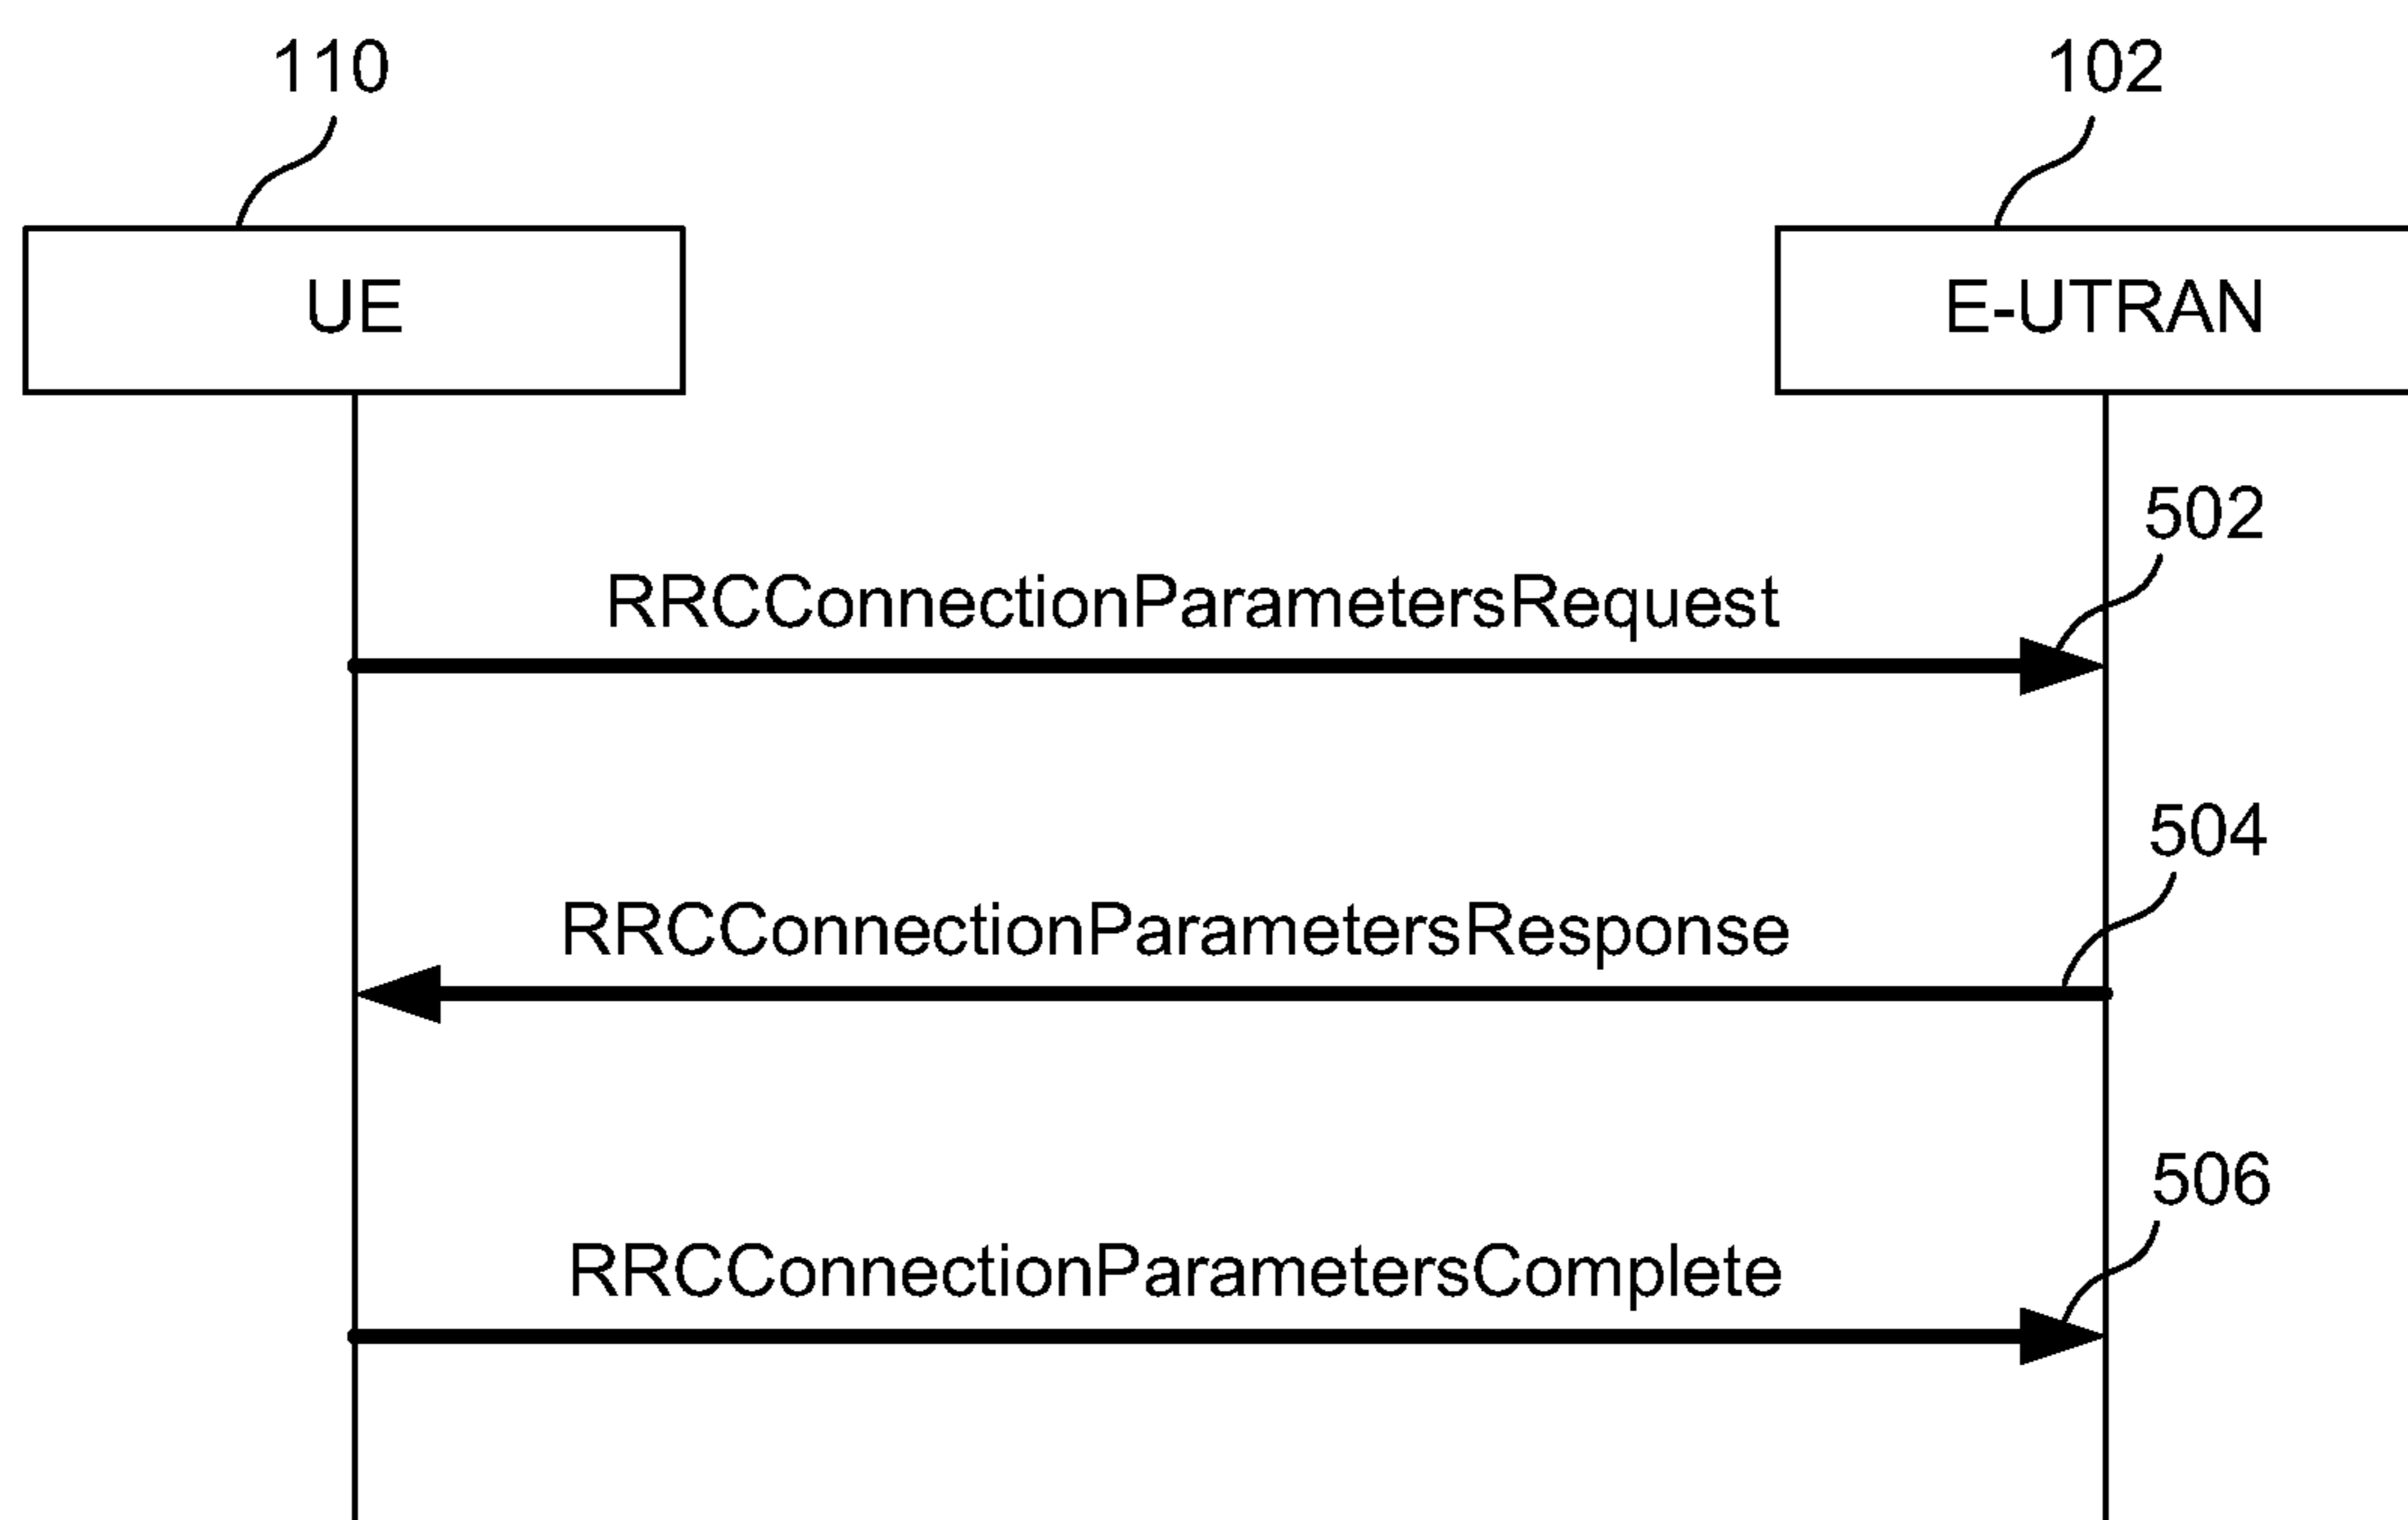 110
102
UE
E-UTRAN
502
RRCConnectionParametersRequest
504
RRCConnectionParametersResponse
506
RRCConnectionParametersComplete